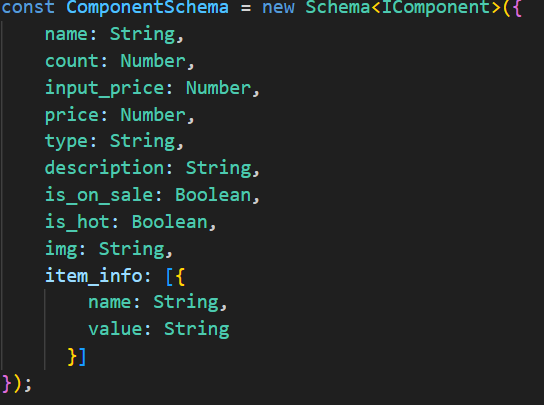 const ComponentSchema = new Schema<IComponent>({
    name: String,
    count: Number,
    input_price: Number,
    price: Number,
    type: String,
    description: String,
    is_on_sale: Boolean,
    is_hot: Boolean,
    img: String,
    item_info: [{
        name: String,
        value: String
      }]
});